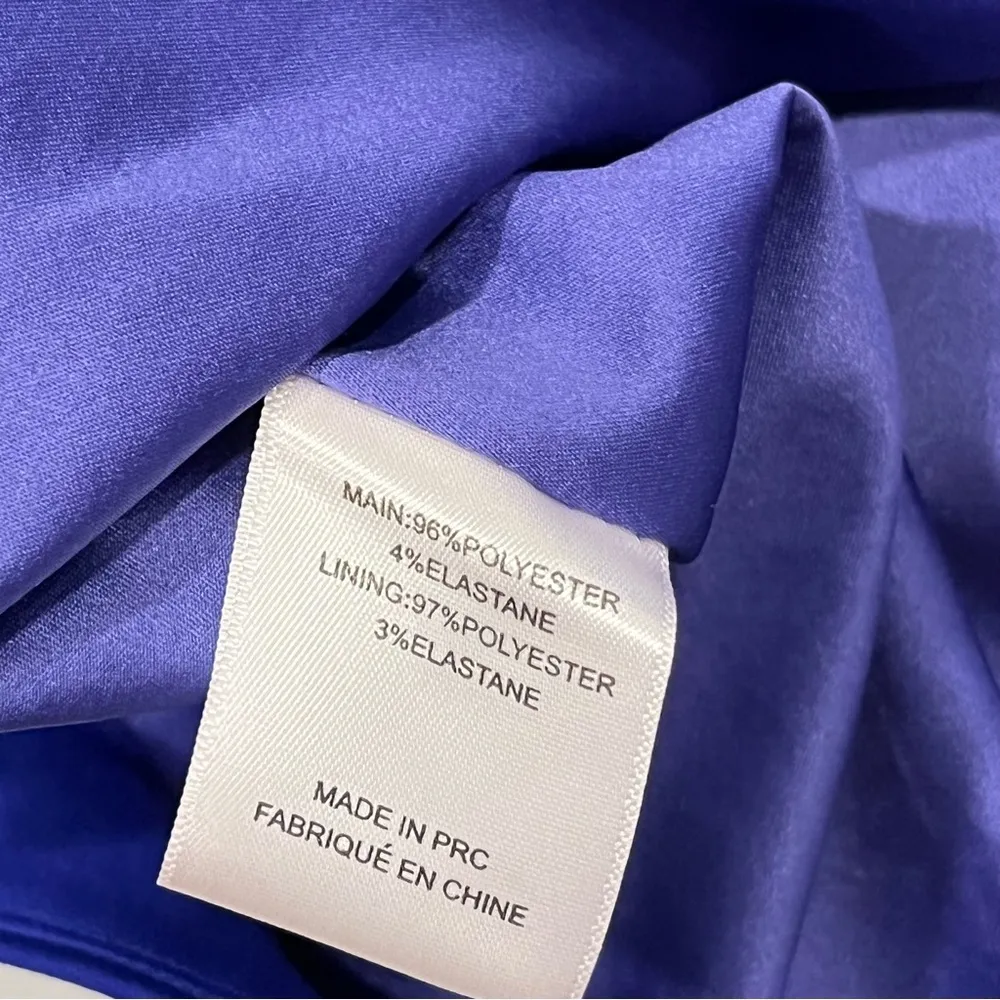 MAIN:96%POLYESTER
4%ELASTANE
LINING:97%POLYESTER
3%ELASTANE
MADE IN PRC
FABRIQUÉ EN CHINE